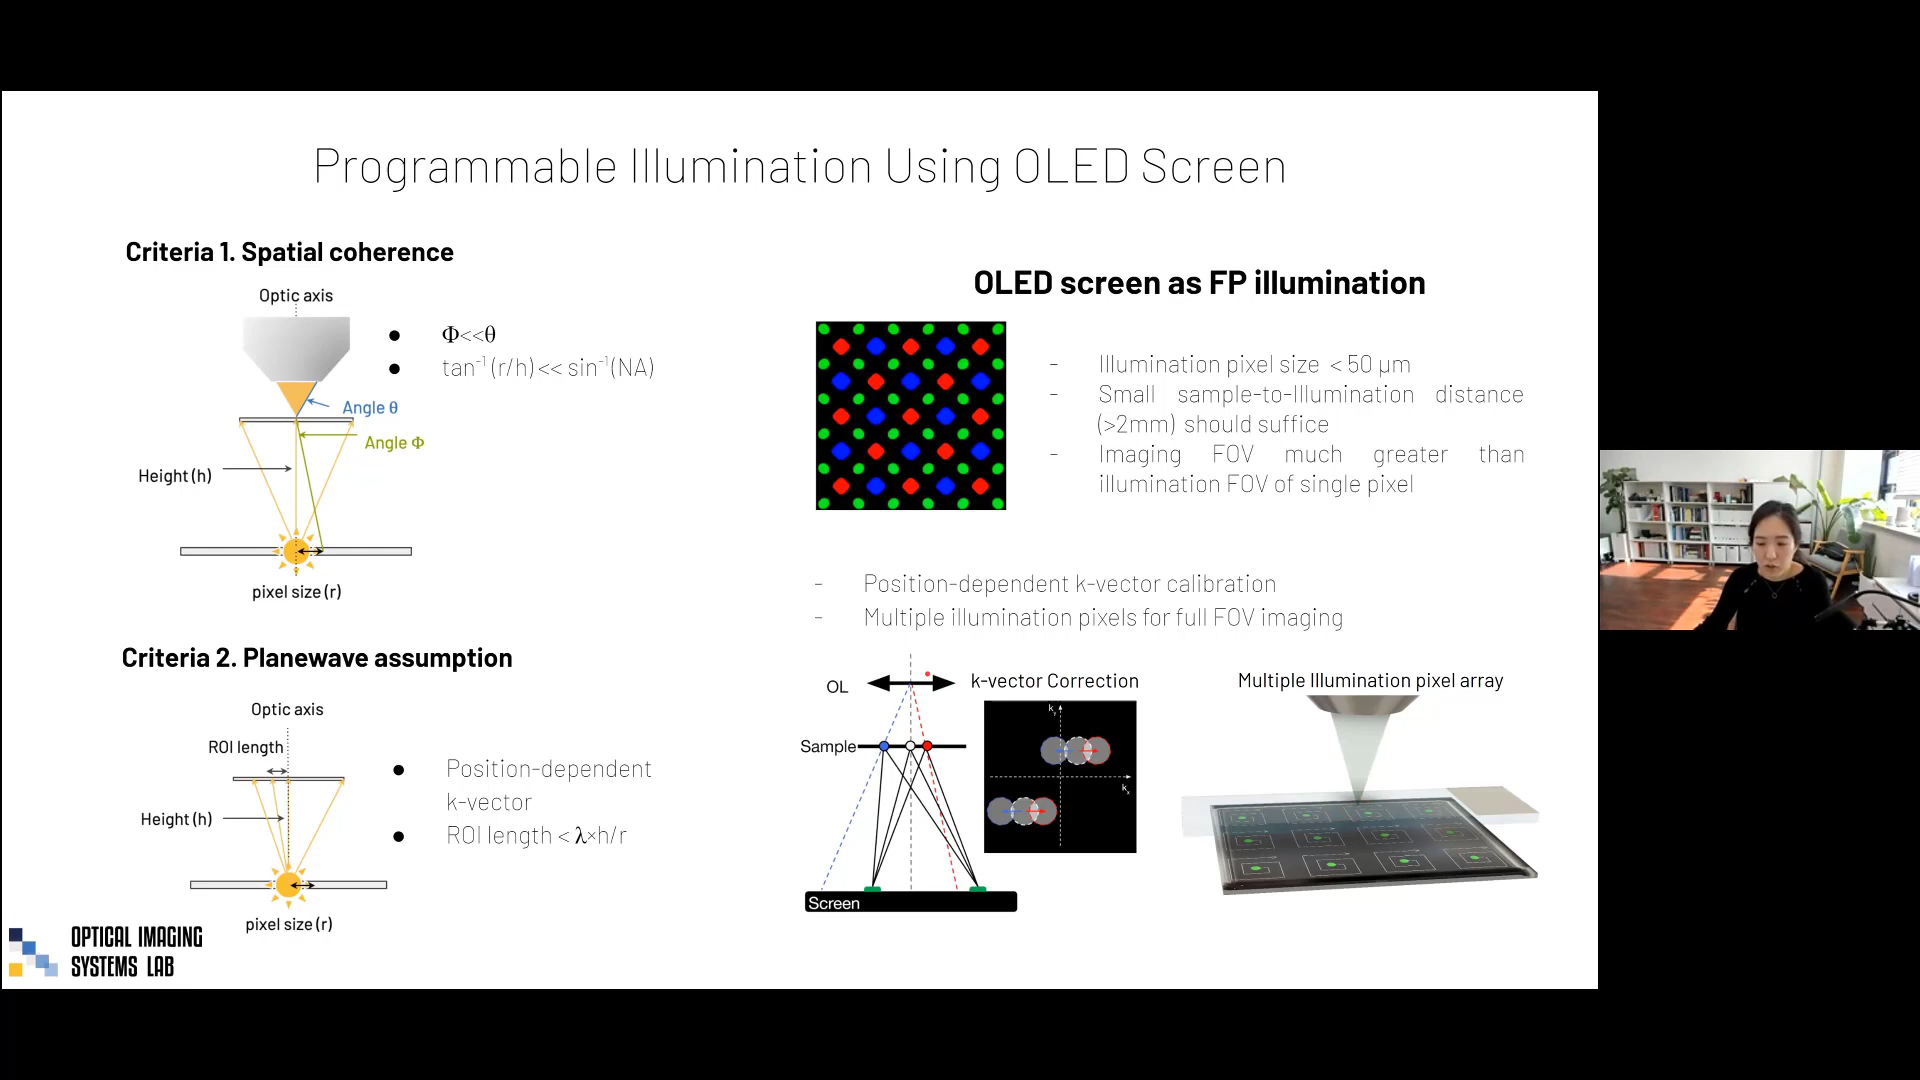 Programmable Illumination Using OLED Screen
Criteria 1. Spatial coherence
Optic axis
● Φ<<θ
● tan⁻¹ (r/h) << sin⁻¹(NA)
Angle θ
Angle Φ
Height (h)
pixel size (r)
Criteria 2. Planewave assumption
Optic axis
ROI length
Height (h)
● Position-dependent
k-vector
● ROI length < λ×h/r
pixel size (r)
OPTICAL IMAGING
SYSTEMS LAB
OLED screen as FP illumination
- Illumination pixel size < 50 µm
- Small sample-to-Illumination distance
(>2mm) should suffice
- Imaging FOV much greater than
illumination FOV of single pixel
- Position-dependent k-vector calibration
- Multiple illumination pixels for full FOV imaging
OL
Sample
Screen
k-vector Correction
ky
kx
Multiple Illumination pixel array